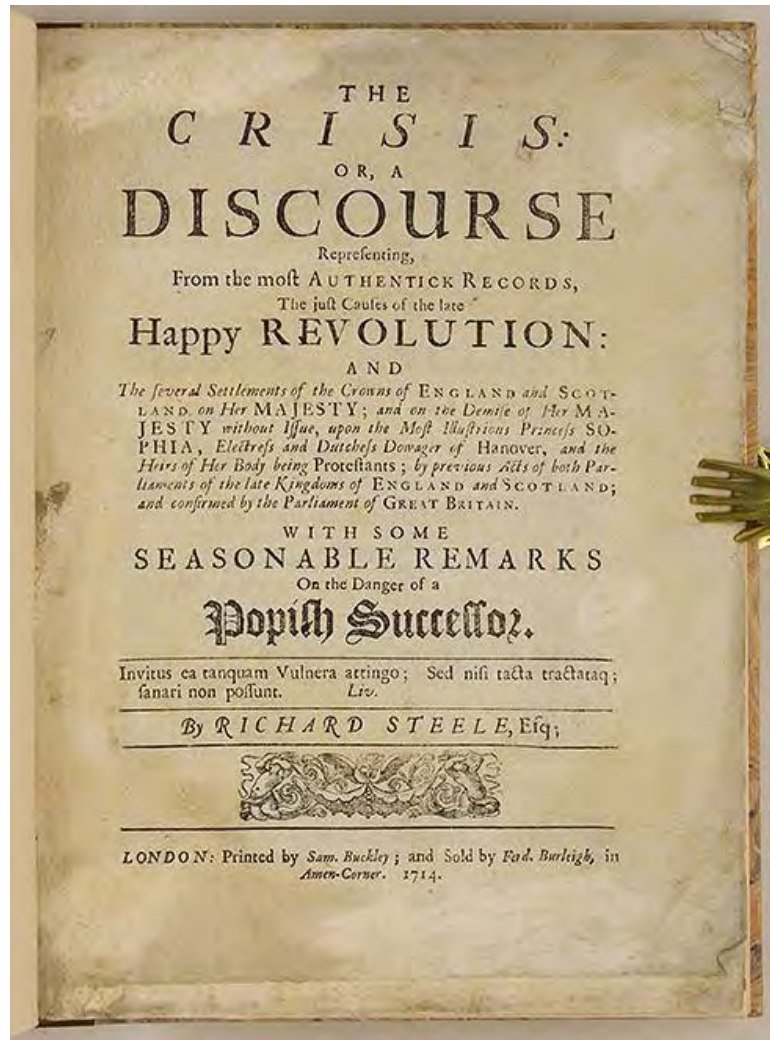 THE
CRISIS:
OR, A
DISCOURSE
Repreſenting,
From the moſt AUTHENTICK RECORDS,
The juſt Cauſes of the late
Happy REVOLUTION:
AND
The ſeveral Settlements of the Crowns of ENGLAND and SCOT-
LAND on Her MAJESTY; and on the Demiſe of Her MA-
JESTY without Iſſue, upon the Moſt Illuſtrious Princeſs SO-
PHIA, Electreſs and Dutcheſs Dowager of Hanover, and the
Heirs of Her Body being Proteſtants; by previous Acts of both Par-
liaments of the late Kingdoms of ENGLAND and SCOTLAND;
and confirmed by the Parliament of GREAT BRITAIN.
WITH SOME
SEASONABLE REMARKS
On the Danger of a
Popiſh Succeſſor.
Invitus ea tanquam Vulnera attingo; Sed niſi tacta tractataq;
ſanari non poſſunt. Liv.
By RICHARD STEELE, Eſq;
LONDON: Printed by Sam. Buckley; and Sold by Ferd. Burleigh, in
Amen-Corner. 1714.